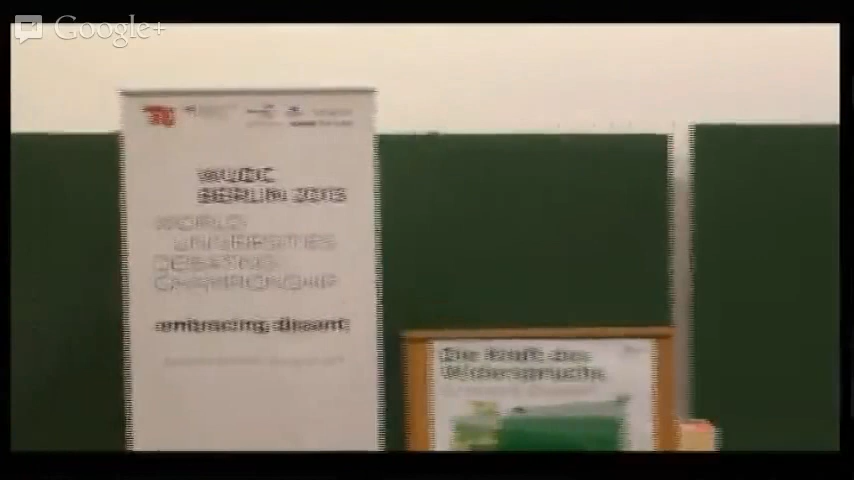 Google+
WUDC
BERLIN 2013
WORLD
UNIVERSITIES
DEBATING
CHAMPIONSHIP
embracing dissent
Die Kraft des
Widerspruchs